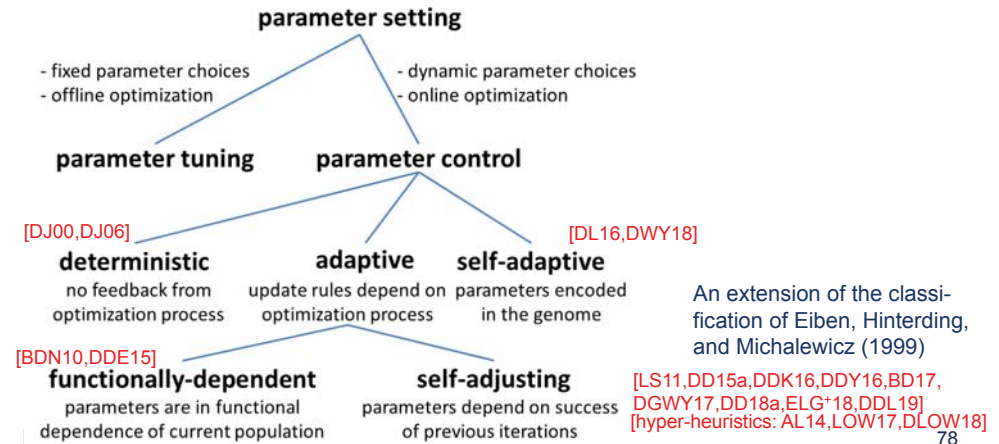 parameter setting
- fixed parameter choices
- offline optimization
- dynamic parameter choices
- online optimization
parameter tuning
parameter control
[DJ00,DJ06]
[DL16,DWY18]
deterministic
no feedback from
optimization process
adaptive
update rules depend on
optimization process
self-adaptive
parameters encoded
in the genome
An extension of the classi-
fication of Eiben, Hinterding,
and Michalewicz (1999)
[BDN10,DDE15]
functionally-dependent
parameters are in functional
dependence of current population
self-adjusting
parameters depend on success
of previous iterations
[LS11,DD15a,DDK16,DDY16,BD17,
DGWY17,DD18a,ELG⁺18,DDL19]
[hyper-heuristics: AL14,LOW17,DLOW18]
78